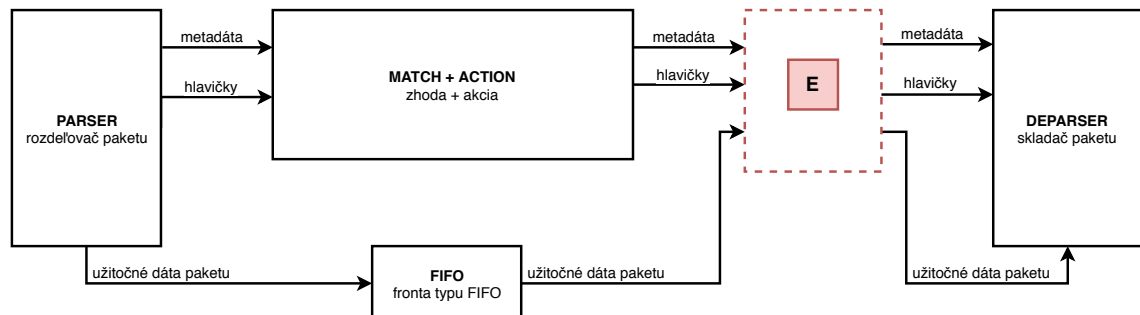 metadáta
hlavičky
PARSER
rozdeľovač paketu
MATCH + ACTION
zhoda + akcia
metadáta
hlavičky
E
metadáta
hlavičky
DEPARSER
skladač paketu
užitočné dáta paketu
FIFO
fronta typu FIFO
užitočné dáta paketu
užitočné dáta paketu